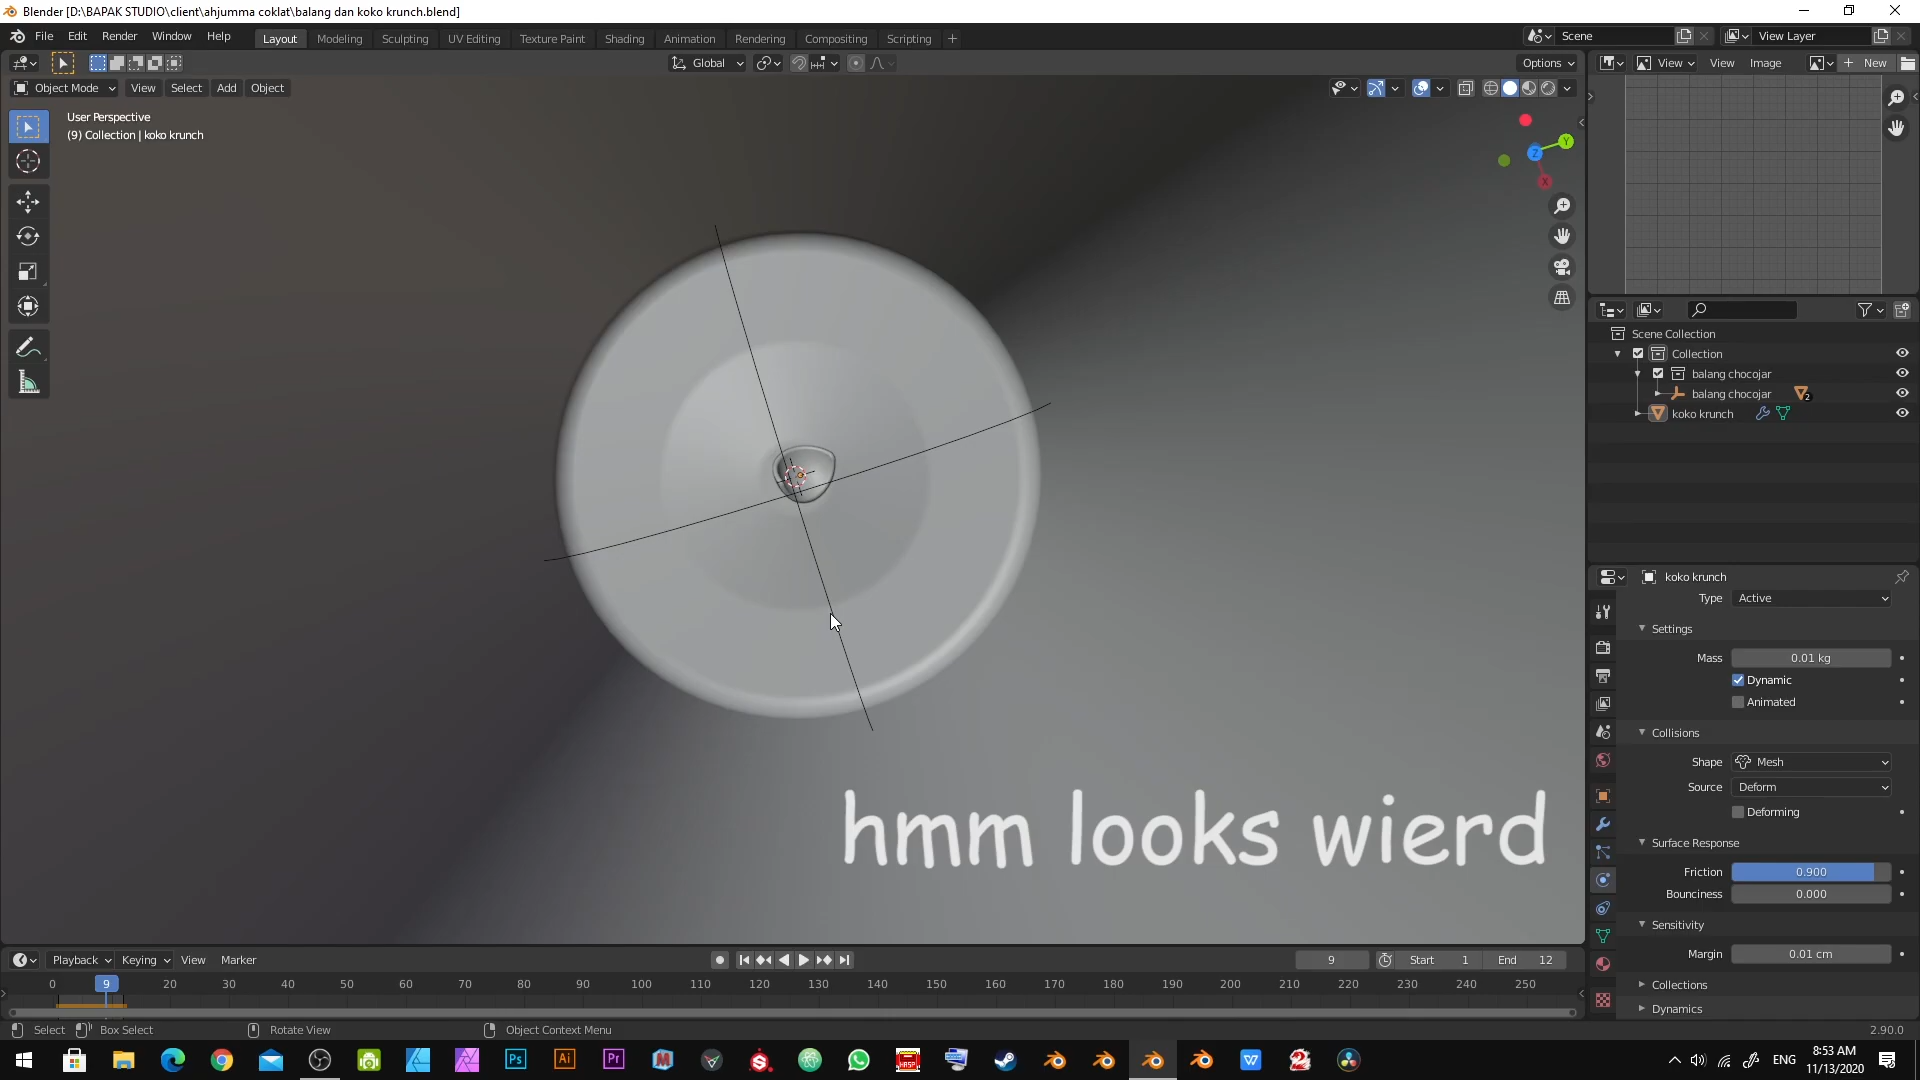 Blender [D:\BAPAK STUDIO\client\ahjumma coklat\balang dan koko krunch.blend]
File Edit Render Window Help
Layout Modeling Sculpting UV Editing Texture Paint Shading Animation Rendering Compositing Scripting
Scene View Layer
Global Options
View View Image New
Object Mode View Select Add Object
User Perspective
(9) Collection | koko krunch
Y
Z
X
Scene Collection
Collection
balang chocojar
balang chocojar 2
koko krunch
koko krunch
Type Active
Settings
Mass 0.01 kg
Dynamic
Animated
Collisions
Shape Mesh
Source Deform
Deforming
Surface Response
Friction 0.900
Bounciness 0.000
Sensitivity
Margin 0.01 cm
Collections
Dynamics
hmm looks wierd
Playback Keying View Marker 9 Start 1 End 12
0 9 20 30 40 50 60 70 80 90 100 110 120 130 140 150 160 170 180 190 200 210 220 230 240 250
Select Box Select Rotate View Object Context Menu 2.90.0
Ps Ai Pr HASP W ENG
8:53 AM
11/13/2020